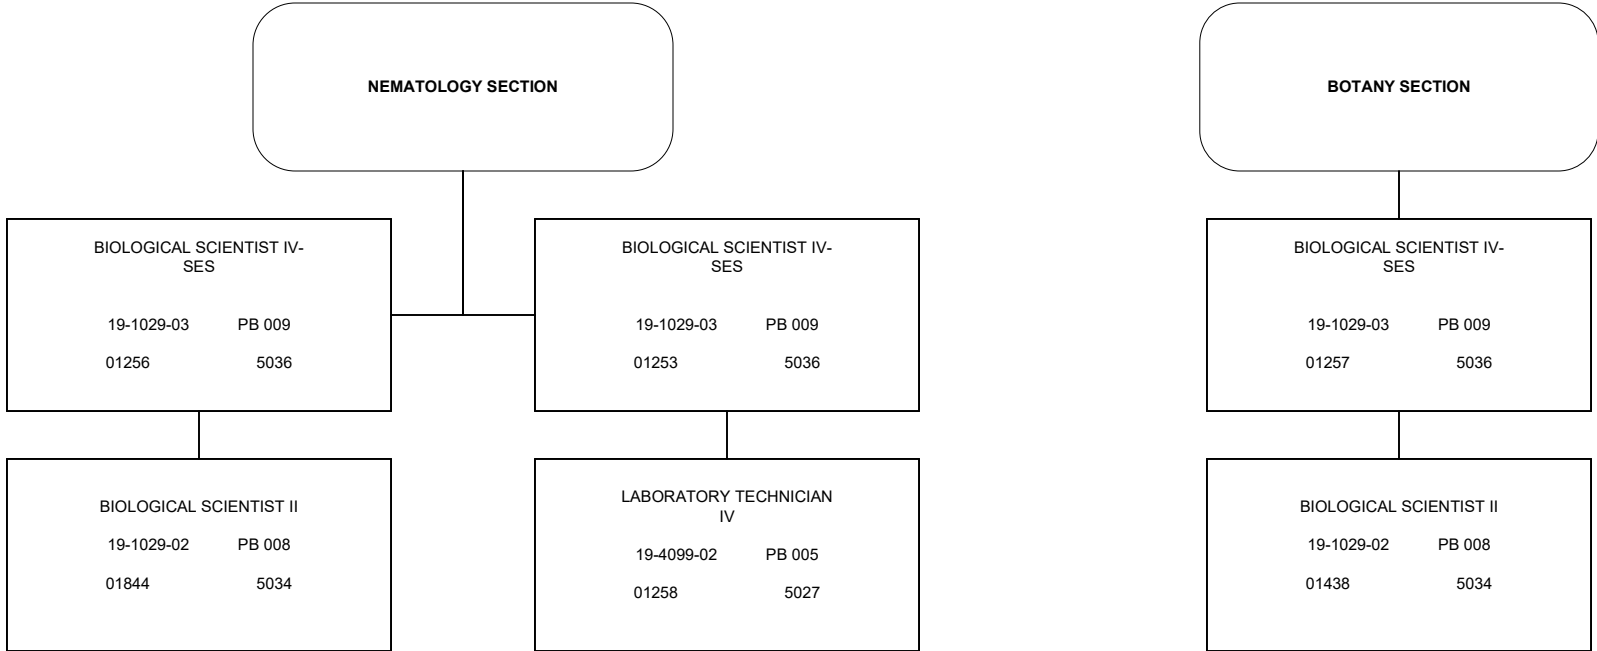 NEMATOLOGY SECTION
BOTANY SECTION
BIOLOGICAL SCIENTIST IV-
SES
19-1029-03 PB 009
01256 5036
BIOLOGICAL SCIENTIST IV-
SES
19-1029-03 PB 009
01253 5036
BIOLOGICAL SCIENTIST IV-
SES
19-1029-03 PB 009
01257 5036
BIOLOGICAL SCIENTIST II
19-1029-02 PB 008
01844 5034
LABORATORY TECHNICIAN
IV
19-4099-02 PB 005
01258 5027
BIOLOGICAL SCIENTIST II
19-1029-02 PB 008
01438 5034